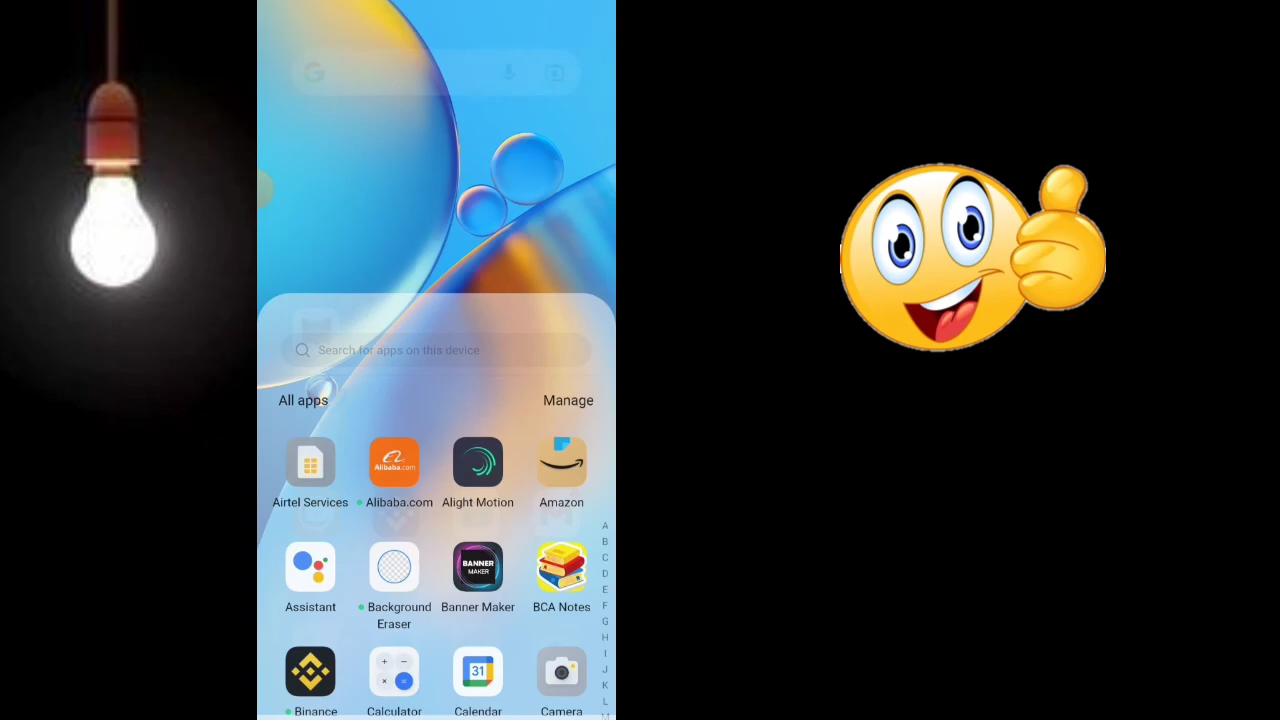 Search for apps on this device
All apps
Manage
Alibaba.com
Airtel Services
Alibaba.com
Alight Motion
Amazon
A
B
C
D
E
F
G
H
I
J
K
L
M
BANNER
MAKER
Assistant
Background
Eraser
Banner Maker
BCA Notes
31
Binance
Calculator
Calendar
Camera